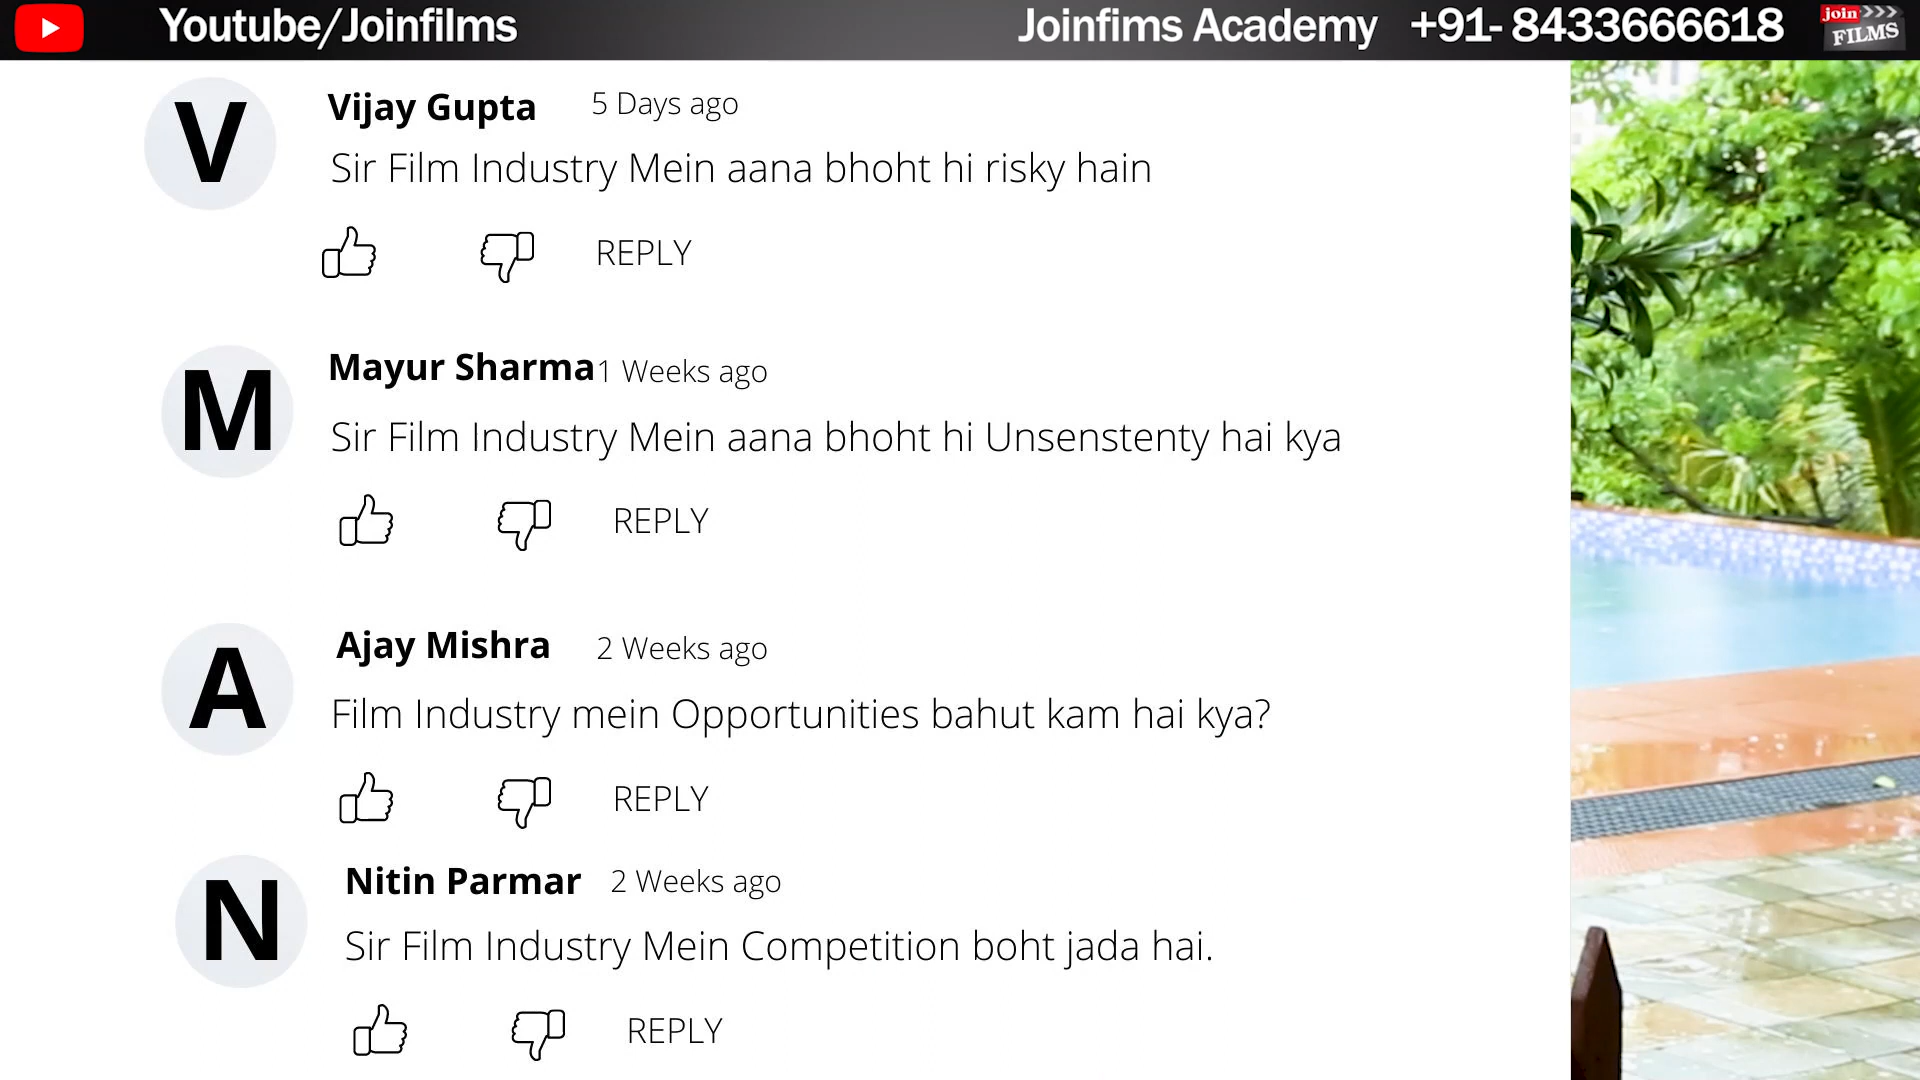 Youtube/Joinfilms Joinfims Academy +91- 8433666618 join FILMS
V Vijay Gupta 5 Days ago
Sir Film Industry Mein aana bhoht hi risky hain
REPLY
M Mayur Sharma 1 Weeks ago
Sir Film Industry Mein aana bhoht hi Unsenstenty hai kya
REPLY
A Ajay Mishra 2 Weeks ago
Film Industry mein Opportunities bahut kam hai kya?
REPLY
N Nitin Parmar 2 Weeks ago
Sir Film Industry Mein Competition boht jada hai.
REPLY